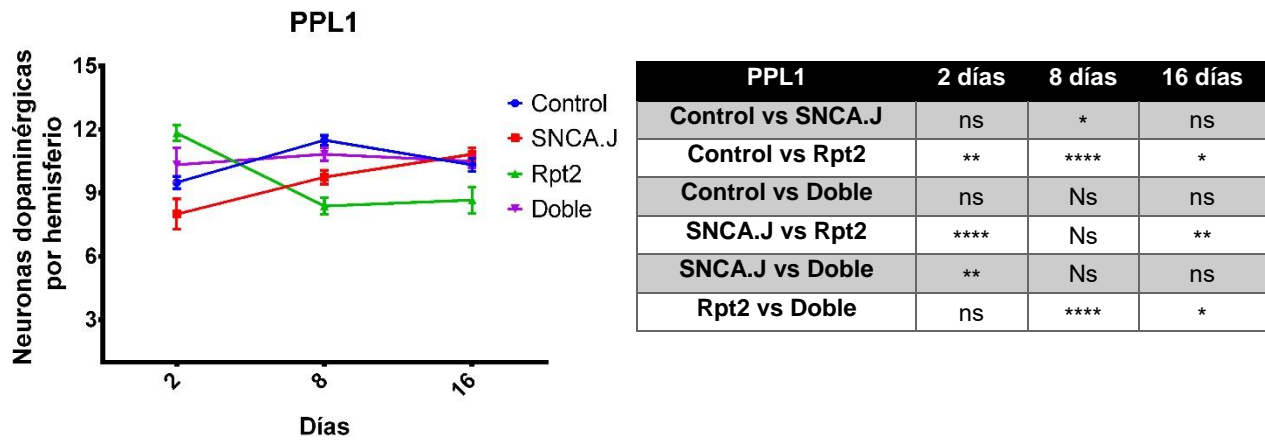 PPL1
Neuronas dopaminérgicas
por hemisferio
15
12
9
6
3
2
8
16
Días
Control
SNCA.J
Rpt2
Doble
PPL1 2 días 8 días 16 días
Control vs SNCA.J ns * ns
Control vs Rpt2 ** **** *
Control vs Doble ns Ns ns
SNCA.J vs Rpt2 **** Ns **
SNCA.J vs Doble ** Ns ns
Rpt2 vs Doble ns **** *